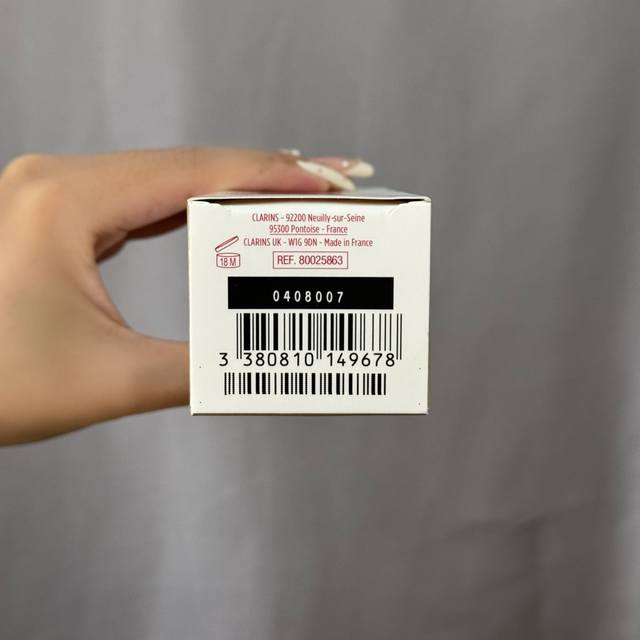 CLARINS - 92200 Neuilly-sur-Seine
95300 Pontoise - France
CLARINS UK - W1G 9DN - Made in France
18 M
REF. 80025863
0408007
3 380810 149678